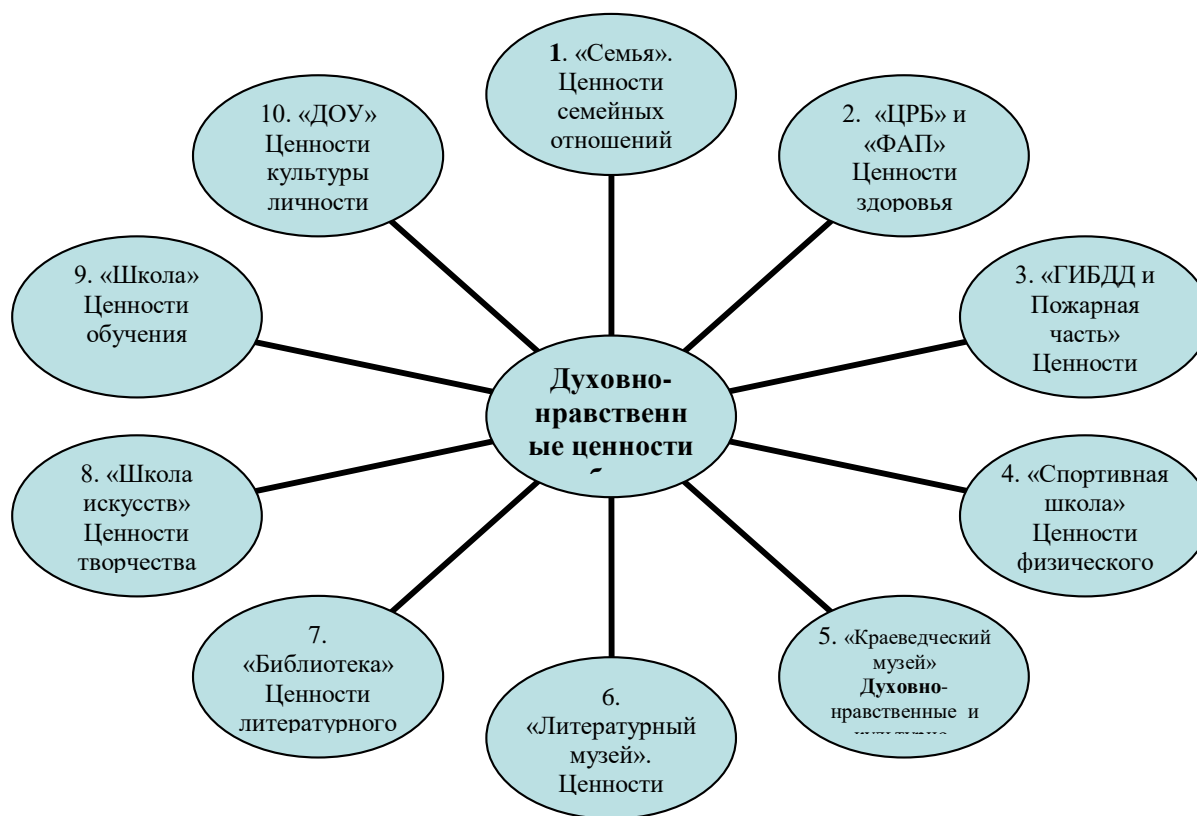 1. «Семья».
Ценности
семейных
отношений
2. «ЦРБ» и
«ФАП»
Ценности
здоровья
3. «ГИБДД и
Пожарная
часть»
Ценности
4. «Спортивная
школа»
Ценности
физического
5. «Краеведческий
музей»
Духовно-
нравственные и
6.
«Литературный
музей».
Ценности
7.
«Библиотека»
Ценности
литературного
8. «Школа
искусств»
Ценности
творчества
9. «Школа»
Ценности
обучения
10. «ДОУ»
Ценности
культуры
личности
Духовно-
нравственн
ые ценности